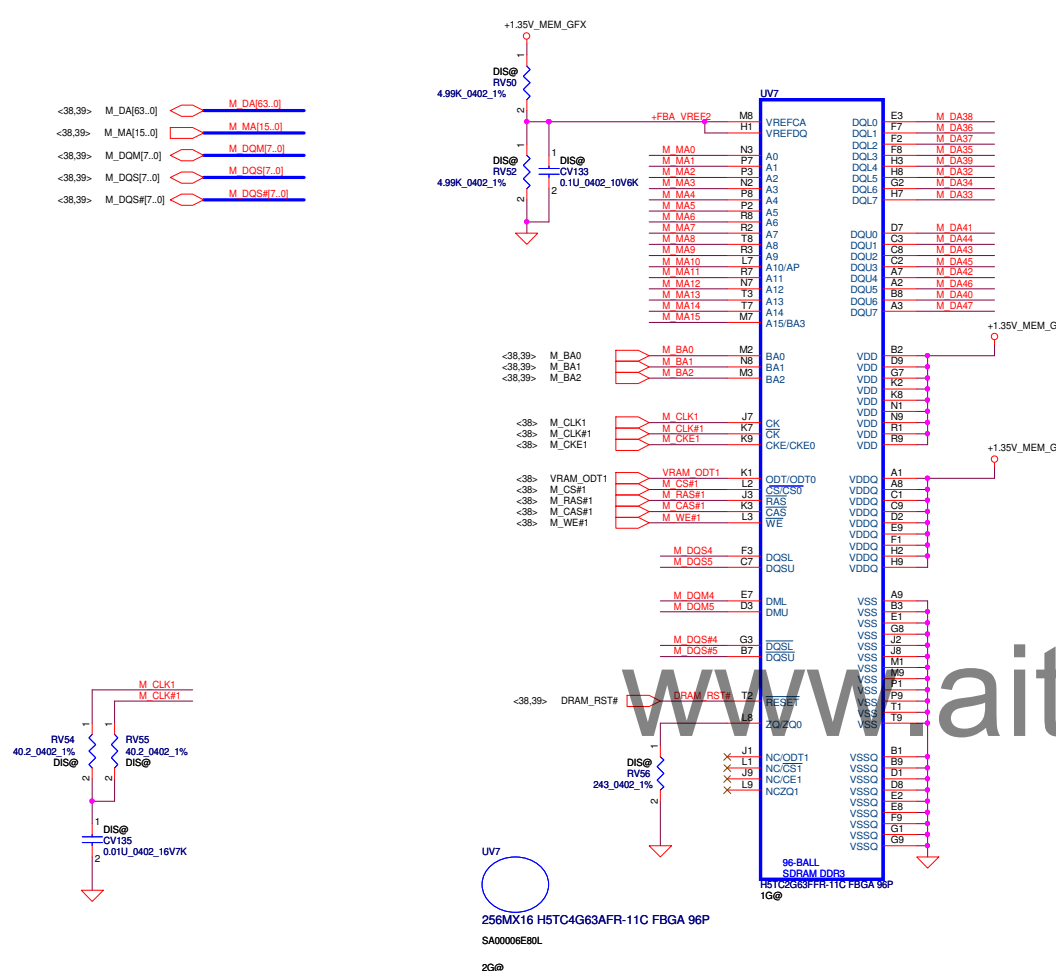 +1.35V_MEM_GFX
DIS@
RV50
4.99K_0402_1%
1
2
<38,39> M_DA[63..0] M_DA[63..0]
<38,39> M_MA[15..0] M_MA[15..0]
<38,39> M_DQM[7..0] M_DQM[7..0]
<38,39> M_DQS[7..0] M_DQS[7..0]
<38,39> M_DQS#[7..0] M_DQS#[7..0]
DIS@
RV52
4.99K_0402_1%
1
2
DIS@
CV133
0.1U_0402_10V6K
1
2
UV7
+FBA_VREF2 M8 VREFCA
H1 VREFDQ
M_MA0 N3 A0
M_MA1 P7 A1
M_MA2 P3 A2
M_MA3 N2 A3
M_MA4 P8 A4
M_MA5 P2 A5
M_MA6 R8 A6
M_MA7 R2 A7
M_MA8 T8 A8
M_MA9 R3 A9
M_MA10 L7 A10/AP
M_MA11 R7 A11
M_MA12 N7 A12
M_MA13 T3 A13
M_MA14 T7 A14
M_MA15 M7 A15/BA3
<38,39> M_BA0 M_BA0 M2 BA0
<38,39> M_BA1 M_BA1 N8 BA1
<38,39> M_BA2 M_BA2 M3 BA2
<38> M_CLK1 M_CLK1 J7 CK
<38> M_CLK#1 M_CLK#1 K7 CK
<38> M_CKE1 M_CKE1 K9 CKE/CKE0
<38> VRAM_ODT1 VRAM_ODT1 K1 ODT/ODT0
<38> M_CS#1 M_CS#1 L2 CS/CS0
<38> M_RAS#1 M_RAS#1 J3 RAS
<38> M_CAS#1 M_CAS#1 K3 CAS
<38> M_WE#1 M_WE#1 L3 WE
M_DQS4 F3 DQSL
M_DQS5 C7 DQSU
M_DQM4 E7 DML
M_DQM5 D3 DMU
M_DQS#4 G3 DQSL
M_DQS#5 B7 DQSU
<38,39> DRAM_RST# DRAM_RST# T2 RESET
L8 ZQ/ZQ0
J1 NC/ODT1
L1 NC/CS1
J9 NC/CE1
L9 NCZQ1
DQL0 E3 M_DA38
DQL1 F7 M_DA36
DQL2 F2 M_DA37
DQL3 F8 M_DA35
DQL4 H3 M_DA39
DQL5 H8 M_DA32
DQL6 G2 M_DA34
DQL7 H7 M_DA33
DQU0 D7 M_DA41
DQU1 C3 M_DA44
DQU2 C8 M_DA43
DQU3 C2 M_DA45
DQU4 A7 M_DA42
DQU5 A2 M_DA46
DQU6 B8 M_DA40
DQU7 A3 M_DA47
+1.35V_MEM_G
VDD B2
VDD D9
VDD G7
VDD K2
VDD K8
VDD N1
VDD N9
VDD R1
VDD R9
+1.35V_MEM_G
VDDQ A1
VDDQ A8
VDDQ C1
VDDQ C9
VDDQ D2
VDDQ E9
VDDQ F1
VDDQ H2
VDDQ H9
VSS A9
VSS B3
VSS E1
VSS G8
VSS J2
VSS J8
VSS M1
VSS M9
VSS P1
VSS P9
VSS T1
VSS T9
VSSQ B1
VSSQ B9
VSSQ D1
VSSQ D8
VSSQ E2
VSSQ E8
VSSQ F9
VSSQ G1
VSSQ G9
www.ait
96-BALL
SDRAM DDR3
H5TC2G63FFR-11C FBGA 96P
1G@
1
DIS@
RV56
243_0402_1%
2
M_CLK1
M_CLK#1
1
1
RV54
40.2_0402_1%
DIS@
2
RV55
40.2_0402_1%
DIS@
2
1
DIS@
CV135
0.01U_0402_16V7K
2
UV7
256MX16 H5TC4G63AFR-11C FBGA 96P
SA00006E80L
2G@